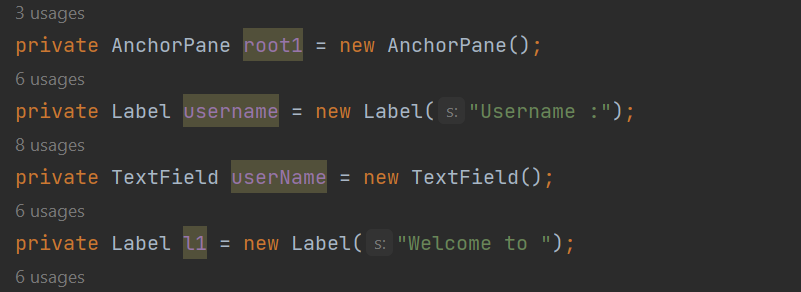 3 usages
private AnchorPane root1 = new AnchorPane();
6 usages
private Label username = new Label( s: "Username :");
8 usages
private TextField userName = new TextField();
6 usages
private Label l1 = new Label( s: "Welcome to ");
6 usages